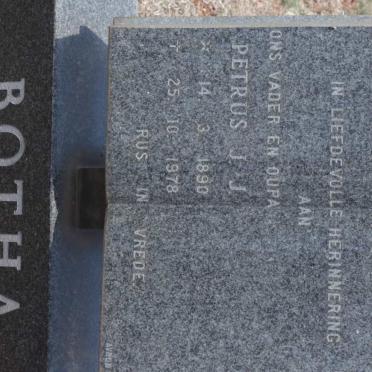 IN LIEFDEVOLLE HERINNERING
AAN
ONS VADER EN OUPA
PETRUS J J
* 14. 3. 1890
† 25. 10. 1978
RUS IN VREDE
BOTHA